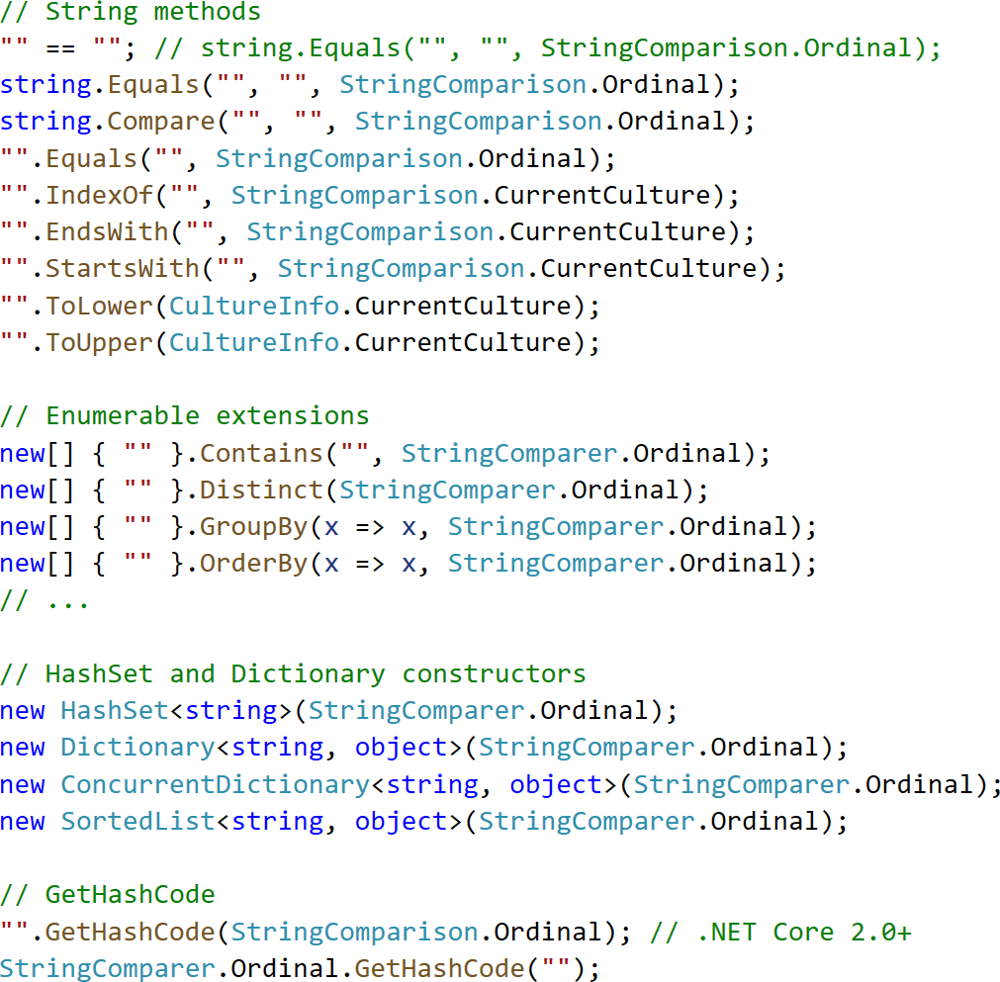 // String methods
"" == ""; // string.Equals("", "", StringComparison.Ordinal);
string.Equals("", "", StringComparison.Ordinal);
string.Compare("", "", StringComparison.Ordinal);
"".Equals("", StringComparison.Ordinal);
"".IndexOf("", StringComparison.CurrentCulture);
"".EndsWith("", StringComparison.CurrentCulture);
"".StartsWith("", StringComparison.CurrentCulture);
"".ToLower(CultureInfo.CurrentCulture);
"".ToUpper(CultureInfo.CurrentCulture);
// Enumerable extensions
new[] { "" }.Contains("", StringComparer.Ordinal);
new[] { "" }.Distinct(StringComparer.Ordinal);
new[] { "" }.GroupBy(x => x, StringComparer.Ordinal);
new[] { "" }.OrderBy(x => x, StringComparer.Ordinal);
// ...
// HashSet and Dictionary constructors
new HashSet<string>(StringComparer.Ordinal);
new Dictionary<string, object>(StringComparer.Ordinal);
new ConcurrentDictionary<string, object>(StringComparer.Ordinal);
new SortedList<string, object>(StringComparer.Ordinal);
// GetHashCode
"".GetHashCode(StringComparison.Ordinal); // .NET Core 2.0+
StringComparer.Ordinal.GetHashCode("");